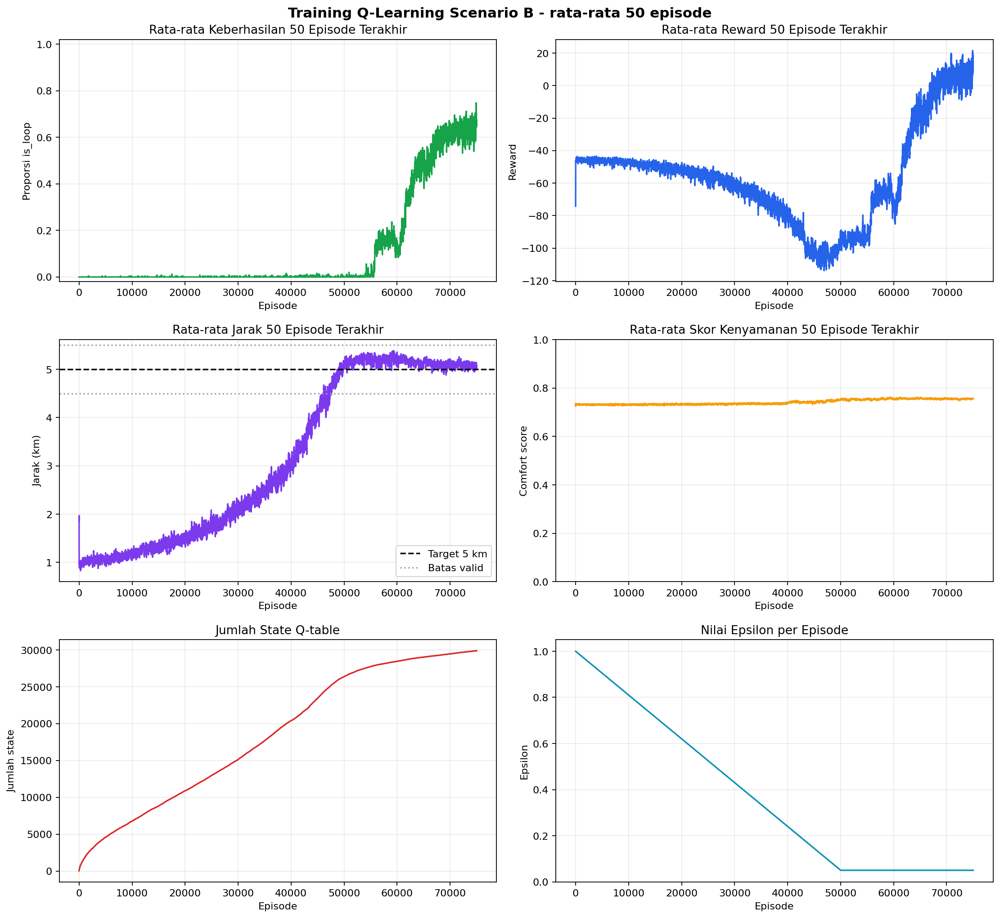 Training Q-Learning Scenario B - rata-rata 50 episode
Rata-rata Keberhasilan 50 Episode Terakhir
Proporsi is_loop
1.0
0.8
0.6
0.4
0.2
0.0
0 10000 20000 30000 40000 50000 60000 70000
Episode
Rata-rata Reward 50 Episode Terakhir
Reward
20
0
−20
−40
−60
−80
−100
−120
0 10000 20000 30000 40000 50000 60000 70000
Episode
Rata-rata Jarak 50 Episode Terakhir
Jarak (km)
5
4
3
2
1
Target 5 km
Batas valid
0 10000 20000 30000 40000 50000 60000 70000
Episode
Rata-rata Skor Kenyamanan 50 Episode Terakhir
Comfort score
1.0
0.8
0.6
0.4
0.2
0.0
0 10000 20000 30000 40000 50000 60000 70000
Episode
Jumlah State Q-table
Jumlah state
30000
25000
20000
15000
10000
5000
0
0 10000 20000 30000 40000 50000 60000 70000
Episode
Nilai Epsilon per Episode
Epsilon
1.0
0.8
0.6
0.4
0.2
0.0
0 10000 20000 30000 40000 50000 60000 70000
Episode